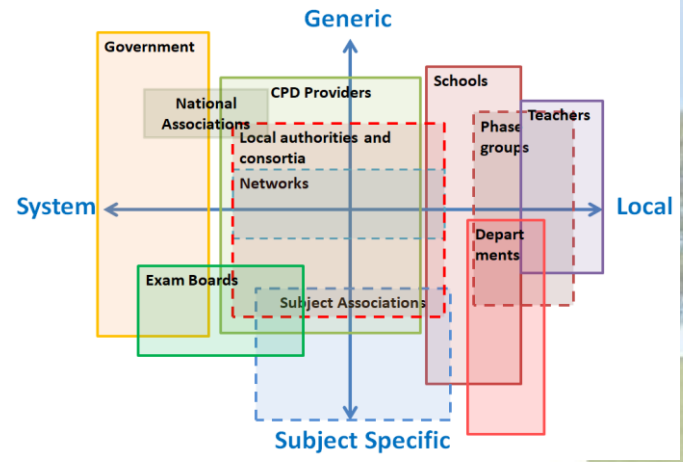 Generic
Government
Schools
CPD Providers
National
Associations
Teachers
Phase
groups
Local authorities and
consortia
Networks
System
Local
Depart
ments
Exam Boards
Subject Associations
Subject Specific